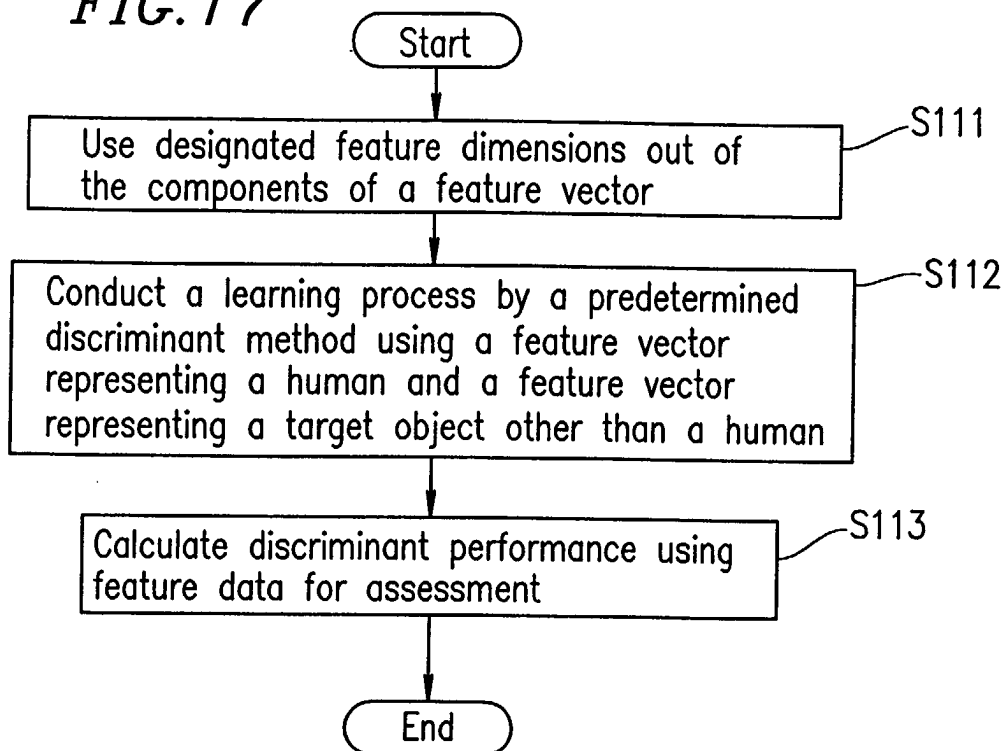 FIG. 17
Start
S111
Use designated feature dimensions out of
the components of a feature vector
S112
Conduct a learning process by a predetermined
discriminant method using a feature vector
representing a human and a feature vector
representing a target object other than a human
S113
Calculate discriminant performance using
feature data for assessment
End